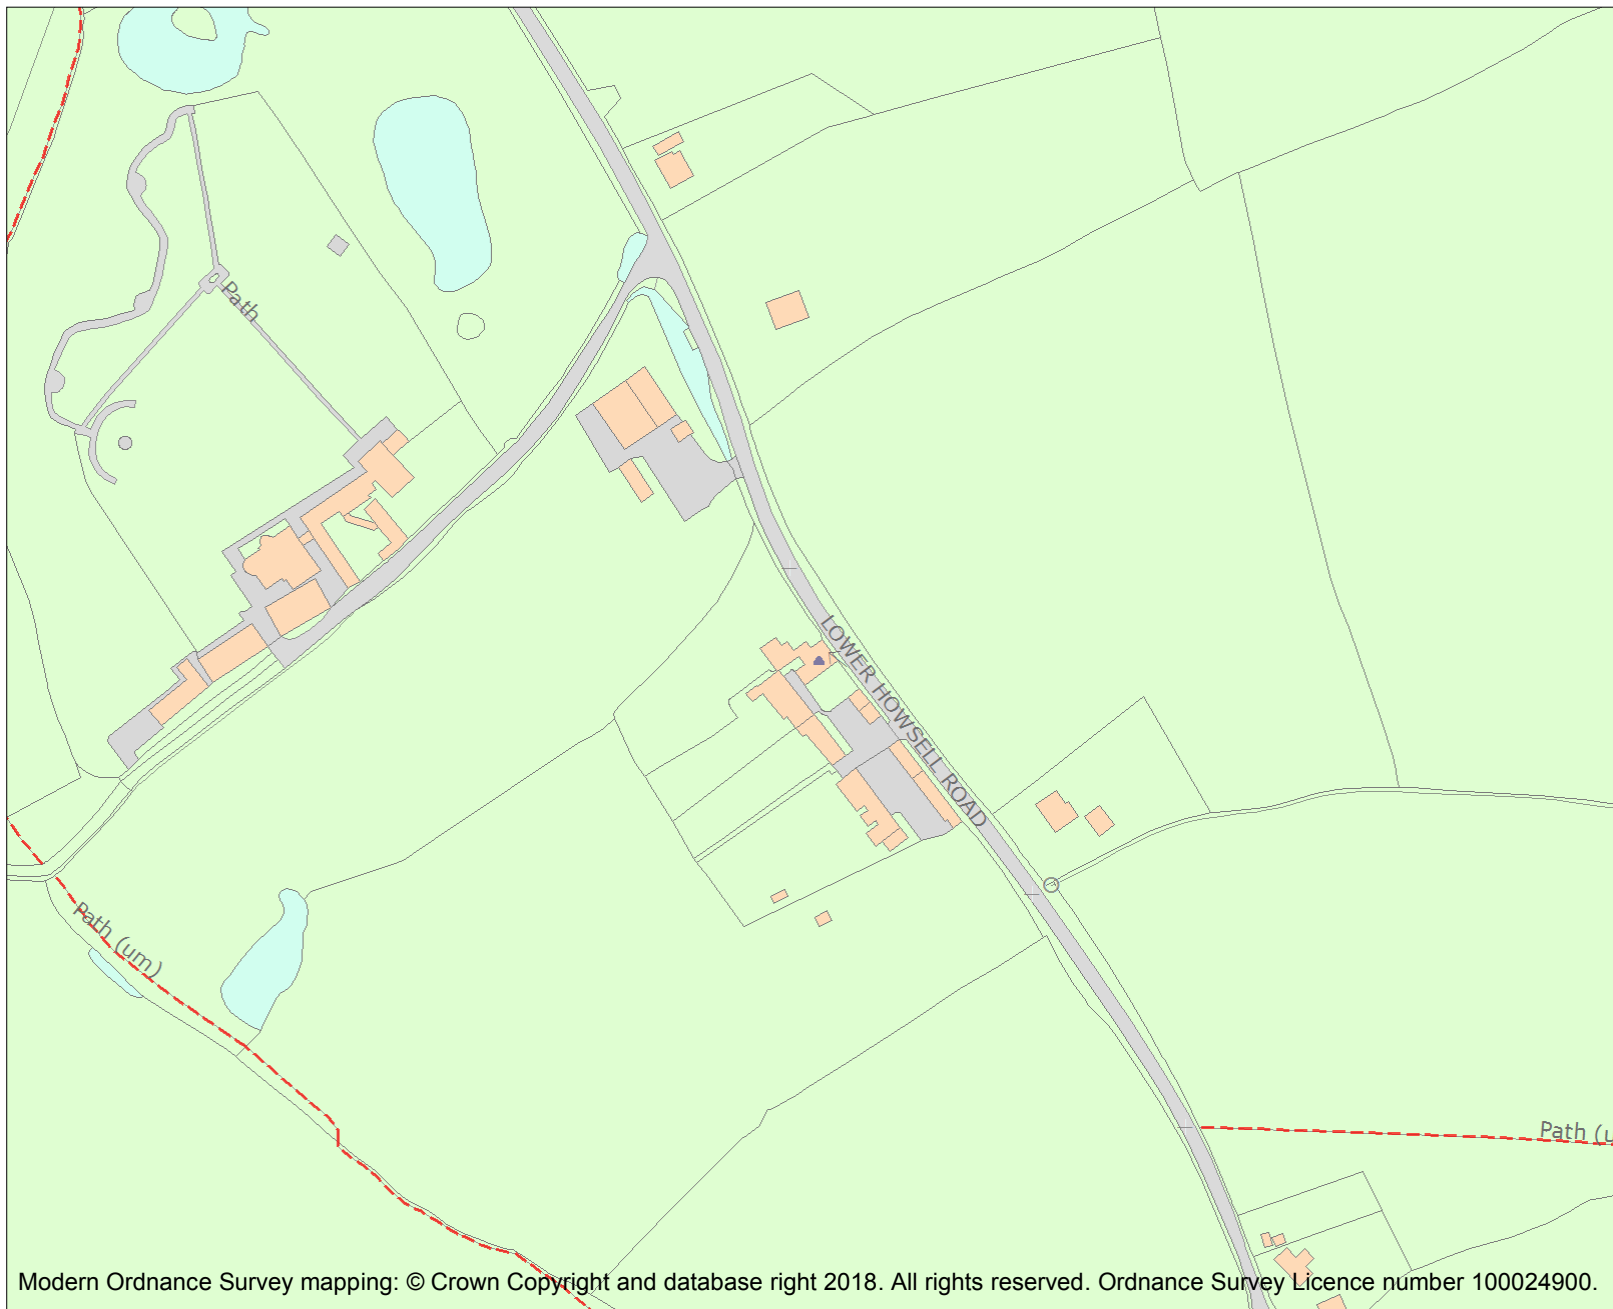 Path
LOWER HOWSELL ROAD
Path (um)
Path (u
Modern Ordnance Survey mapping: © Crown Copyright and database right 2018. All rights reserved. Ordnance Survey Licence number 100024900.